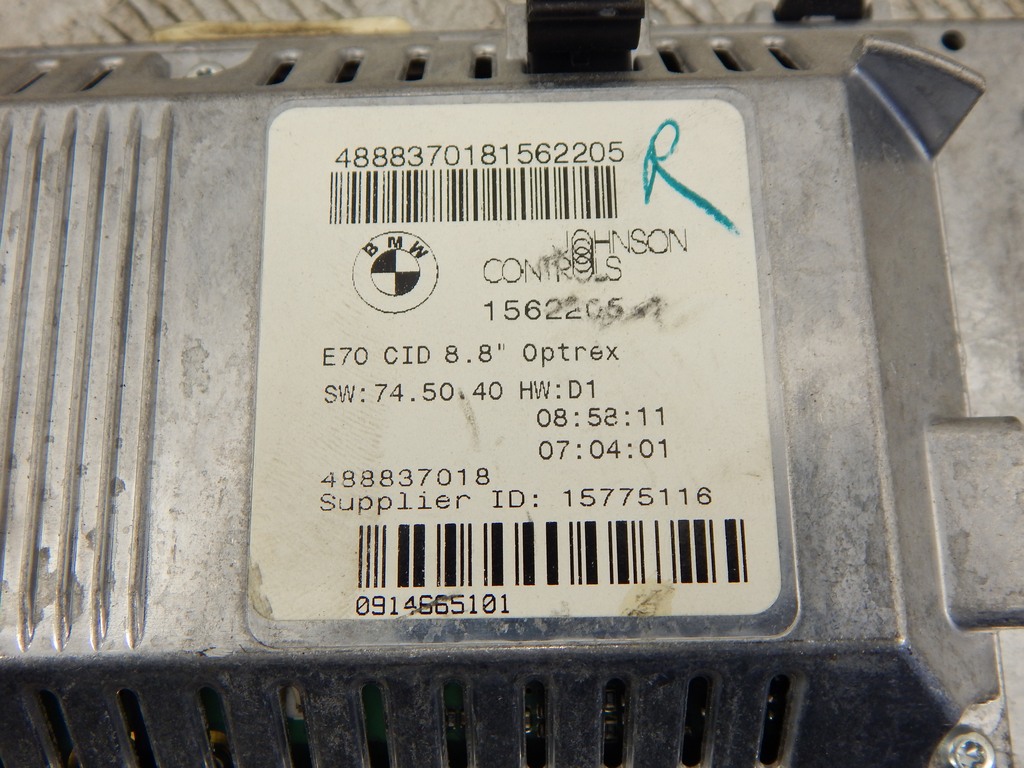 4888370181562205
R
BMW
JOHNSON
CONTROLS
1562205
E70 CID 8.8" Optrex
SW:74.50.40 HW:D1
08:58:11
07:04:01
488837018
Supplier ID: 15775116
0914665101